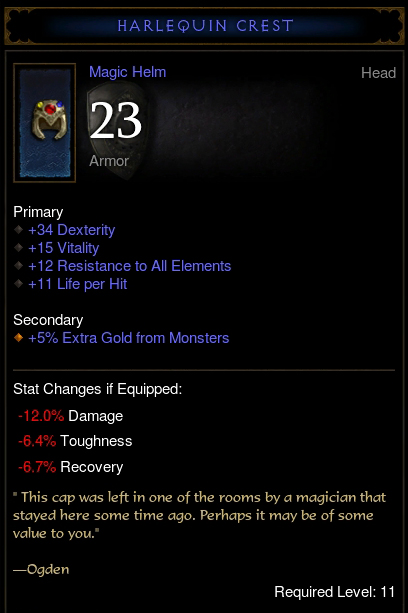 HARLEQUIN CREST
Magic Helm
Head
23
Armor
Primary
+34 Dexterity
+15 Vitality
+12 Resistance to All Elements
+11 Life per Hit
Secondary
+5% Extra Gold from Monsters
Stat Changes if Equipped:
-12.0% Damage
-6.4% Toughness
-6.7% Recovery
" This cap was left in one of the rooms by a magician that
stayed here some time ago. Perhaps it may be of some
value to you."
—Ogden
Required Level: 11